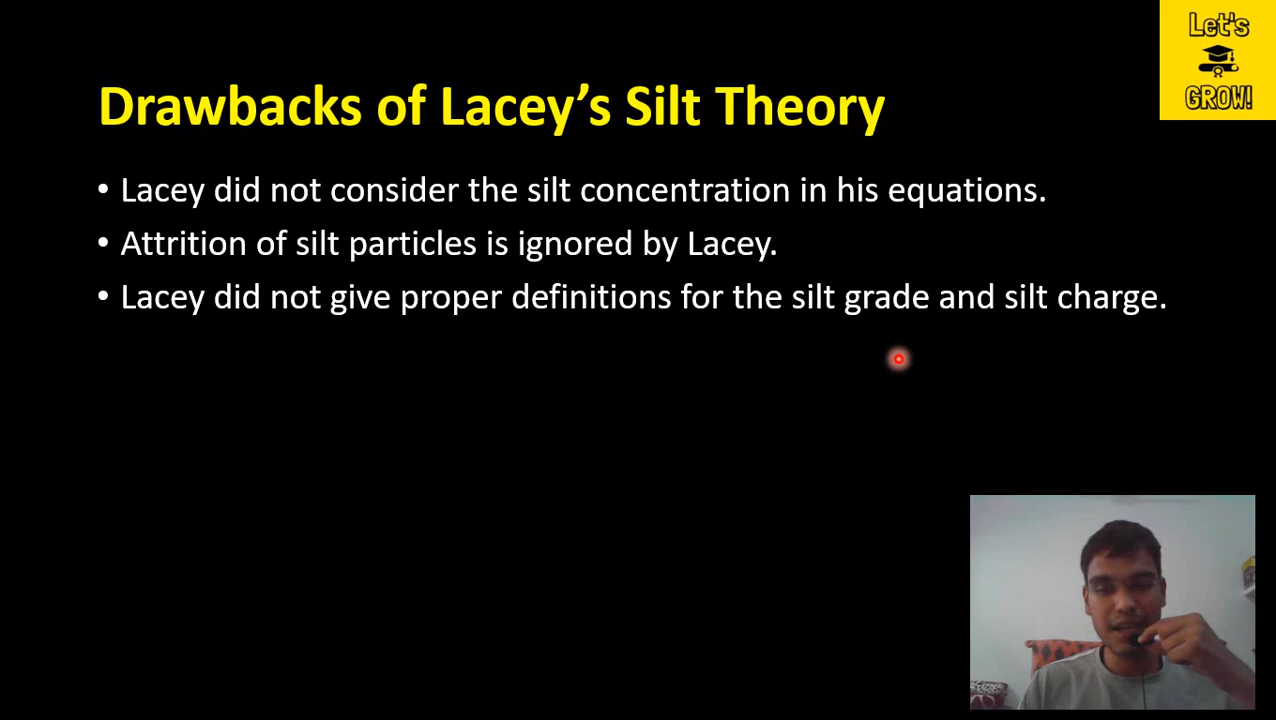 Let's
GROW!
Drawbacks of Lacey’s Silt Theory
• Lacey did not consider the silt concentration in his equations.
• Attrition of silt particles is ignored by Lacey.
• Lacey did not give proper definitions for the silt grade and silt charge.